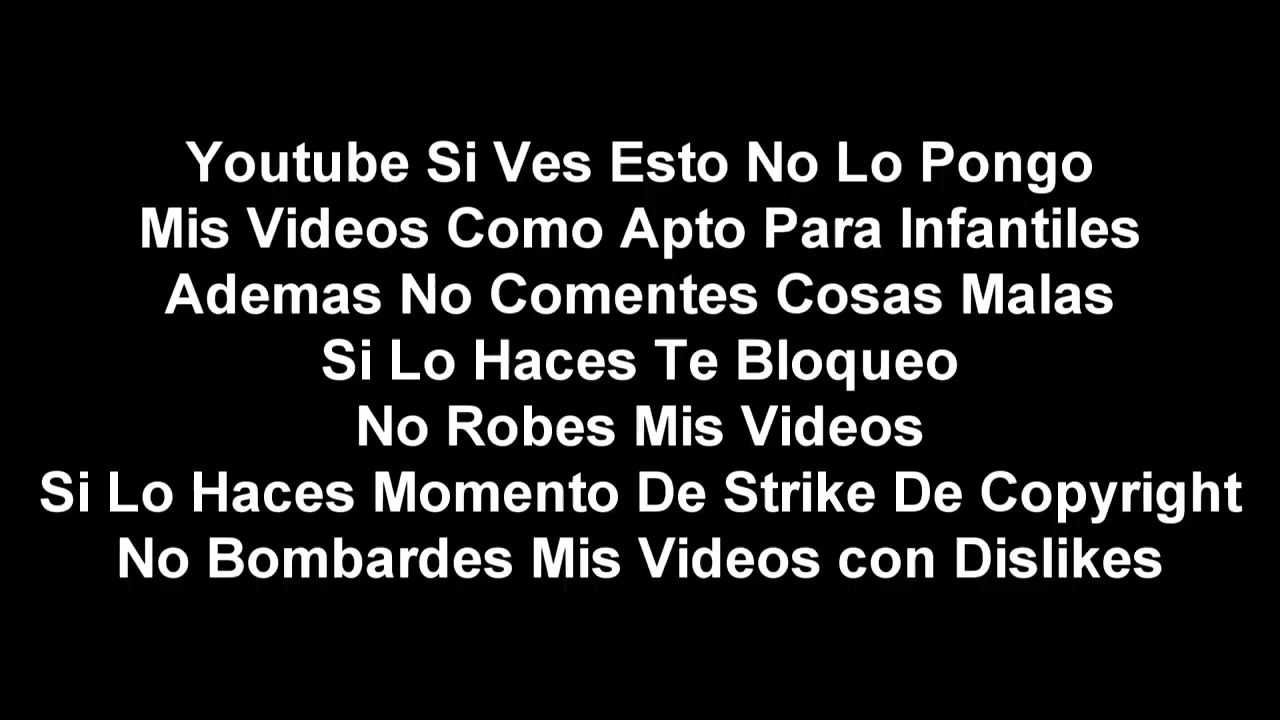 Youtube Si Ves Esto No Lo Pongo
Mis Videos Como Apto Para Infantiles
Ademas No Comentes Cosas Malas
Si Lo Haces Te Bloqueo
No Robes Mis Videos
Si Lo Haces Momento De Strike De Copyright
No Bombardes Mis Videos con Dislikes